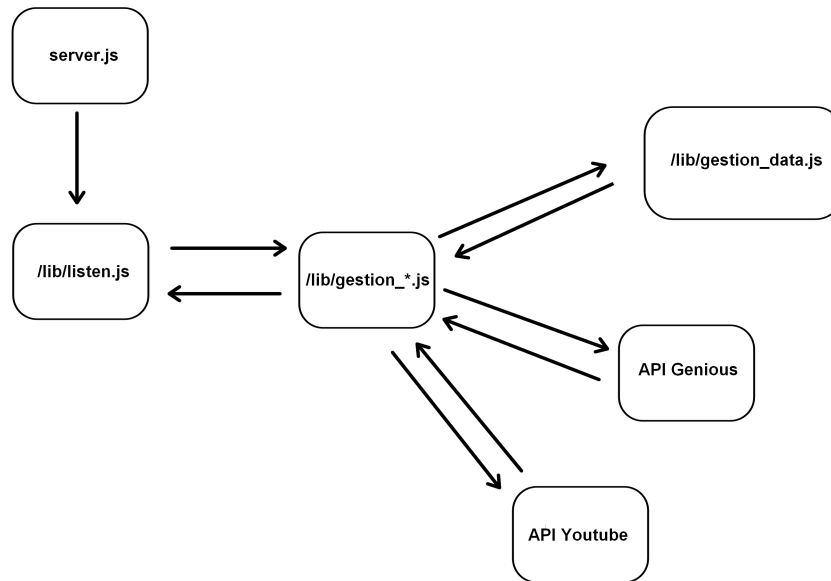 server.js
/lib/gestion_data.js
/lib/listen.js
/lib/gestion_*.js
API Genious
API Youtube